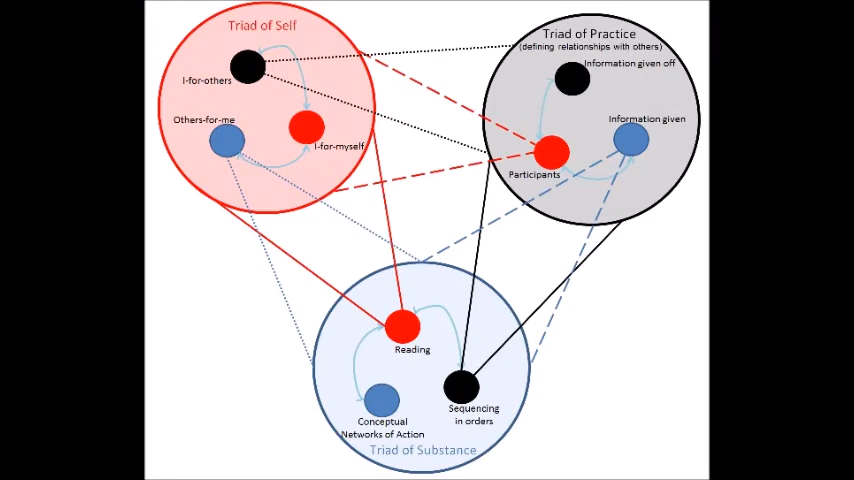 Triad of Self
I-for-others
Others-for-me
I-for-myself
Triad of Practice
(defining relationships with others)
Information given off
Information given
Participants
Reading
Sequencing
in orders
Conceptual
Networks of Action
Triad of Substance